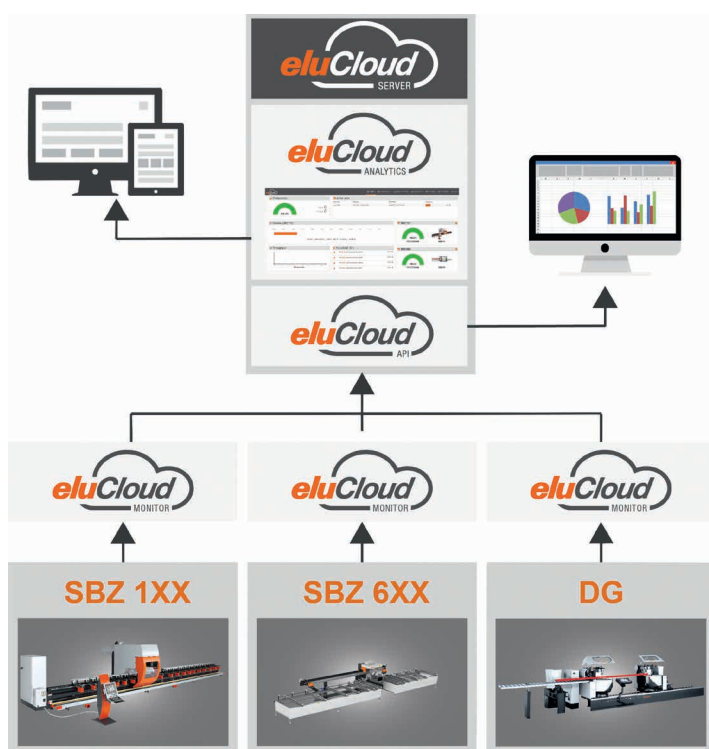 eluCloud
SERVER
eluCloud
ANALYTICS
eluCloud
API
eluCloud
MONITOR
eluCloud
MONITOR
eluCloud
MONITOR
SBZ 1XX
SBZ 6XX
DG